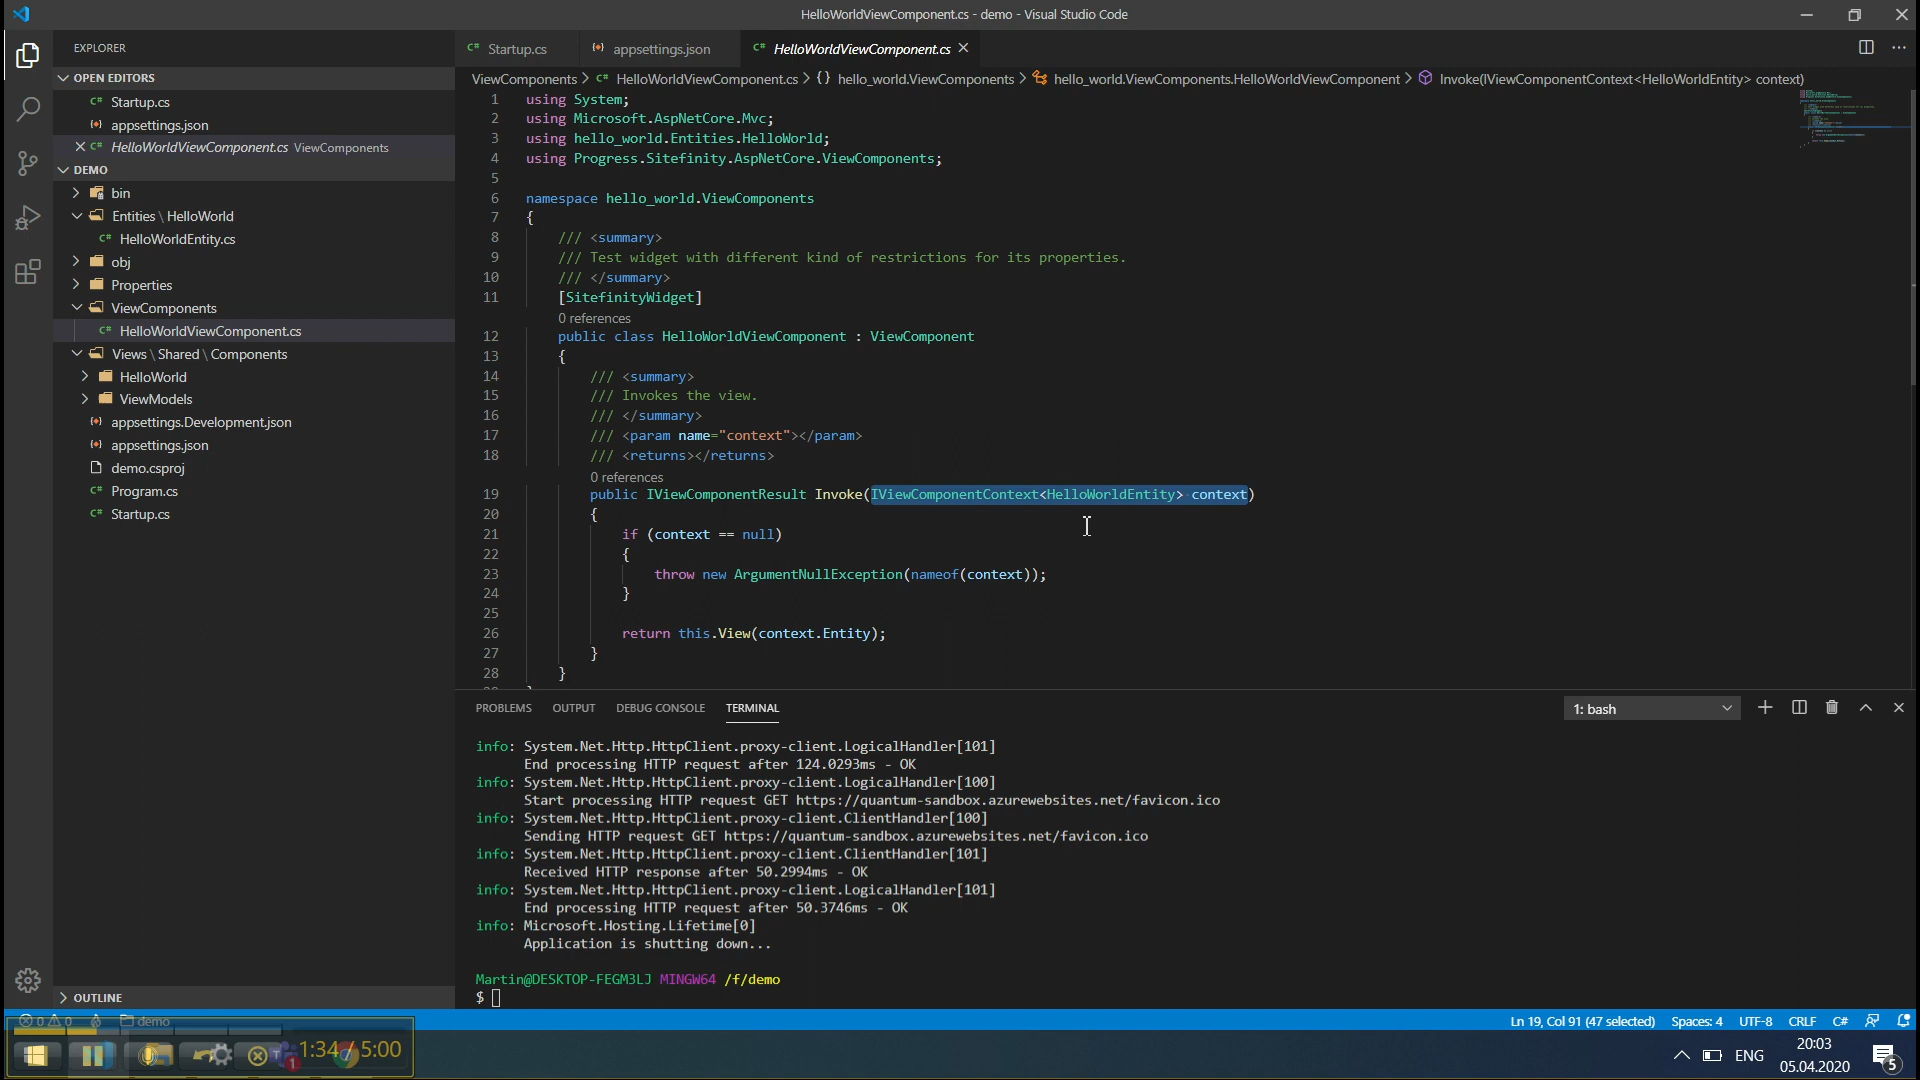 HelloWorldViewComponent.cs - demo - Visual Studio Code
EXPLORER
OPEN EDITORS
Startup.cs
appsettings.json
HelloWorldViewComponent.cs ViewComponents
DEMO
bin
Entities \ HelloWorld
HelloWorldEntity.cs
obj
Properties
ViewComponents
HelloWorldViewComponent.cs
Views \ Shared \ Components
HelloWorld
ViewModels
appsettings.Development.json
appsettings.json
demo.csproj
Program.cs
Startup.cs
OUTLINE
Startup.cs
appsettings.json
HelloWorldViewComponent.cs
ViewComponents > HelloWorldViewComponent.cs > {} hello_world.ViewComponents > hello_world.ViewComponents.HelloWorldViewComponent > Invoke(IViewComponentContext<HelloWorldEntity> context)
1 using System;
2 using Microsoft.AspNetCore.Mvc;
3 using hello_world.Entities.HelloWorld;
4 using Progress.Sitefinity.AspNetCore.ViewComponents;
5
6 namespace hello_world.ViewComponents
7 {
8 /// <summary>
9 /// Test widget with different kind of restrictions for its properties.
10 /// </summary>
11 [SitefinityWidget]
0 references
12 public class HelloWorldViewComponent : ViewComponent
13 {
14 /// <summary>
15 /// Invokes the view.
16 /// </summary>
17 /// <param name="context"></param>
18 /// <returns></returns>
0 references
19 public IViewComponentResult Invoke(IViewComponentContext<HelloWorldEntity> context)
20 {
21 if (context == null)
22 {
23 throw new ArgumentNullException(nameof(context));
24 }
25
26 return this.View(context.Entity);
27 }
28 }
PROBLEMS OUTPUT DEBUG CONSOLE TERMINAL
1: bash
info: System.Net.Http.HttpClient.proxy-client.LogicalHandler[101]
End processing HTTP request after 124.0293ms - OK
info: System.Net.Http.HttpClient.proxy-client.LogicalHandler[100]
Start processing HTTP request GET https://quantum-sandbox.azurewebsites.net/favicon.ico
info: System.Net.Http.HttpClient.proxy-client.ClientHandler[100]
Sending HTTP request GET https://quantum-sandbox.azurewebsites.net/favicon.ico
info: System.Net.Http.HttpClient.proxy-client.ClientHandler[101]
Received HTTP response after 50.2994ms - OK
info: System.Net.Http.HttpClient.proxy-client.LogicalHandler[101]
End processing HTTP request after 50.3746ms - OK
info: Microsoft.Hosting.Lifetime[0]
Application is shutting down...
Martin@DESKTOP-FEGM3LJ MINGW64 /f/demo
$
0 0 demo
Ln 19, Col 91 (47 selected) Spaces: 4 UTF-8 CRLF C#
1:34 / 5:00
1
ENG
20:03
05.04.2020
5